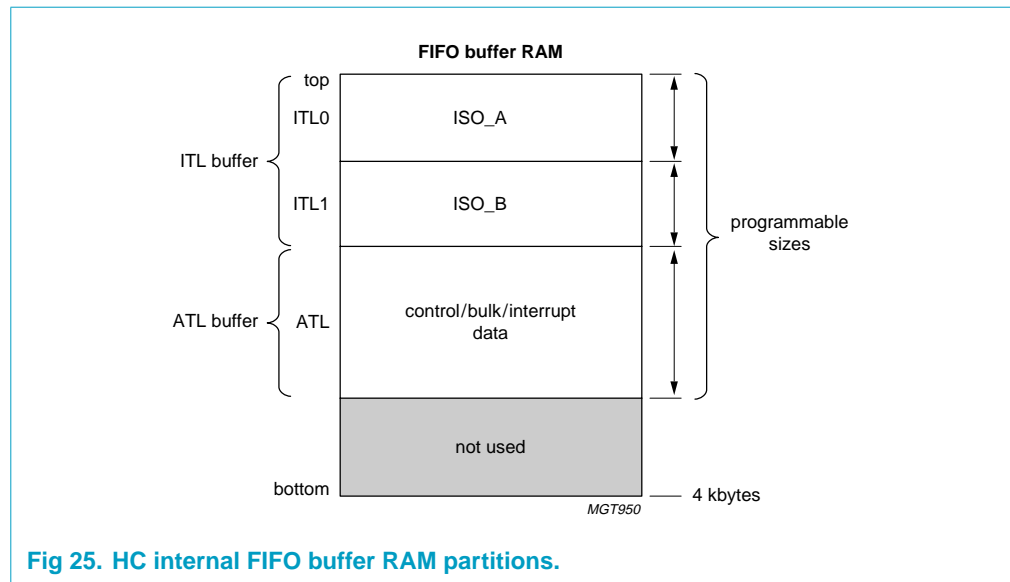 FIFO buffer RAM
top
ITL0
ISO_A
ITL buffer
ITL1
ISO_B
programmable
sizes
ATL buffer
ATL
control/bulk/interrupt
data
not used
bottom
4 kbytes
MGT950
Fig 25. HC internal FIFO buffer RAM partitions.